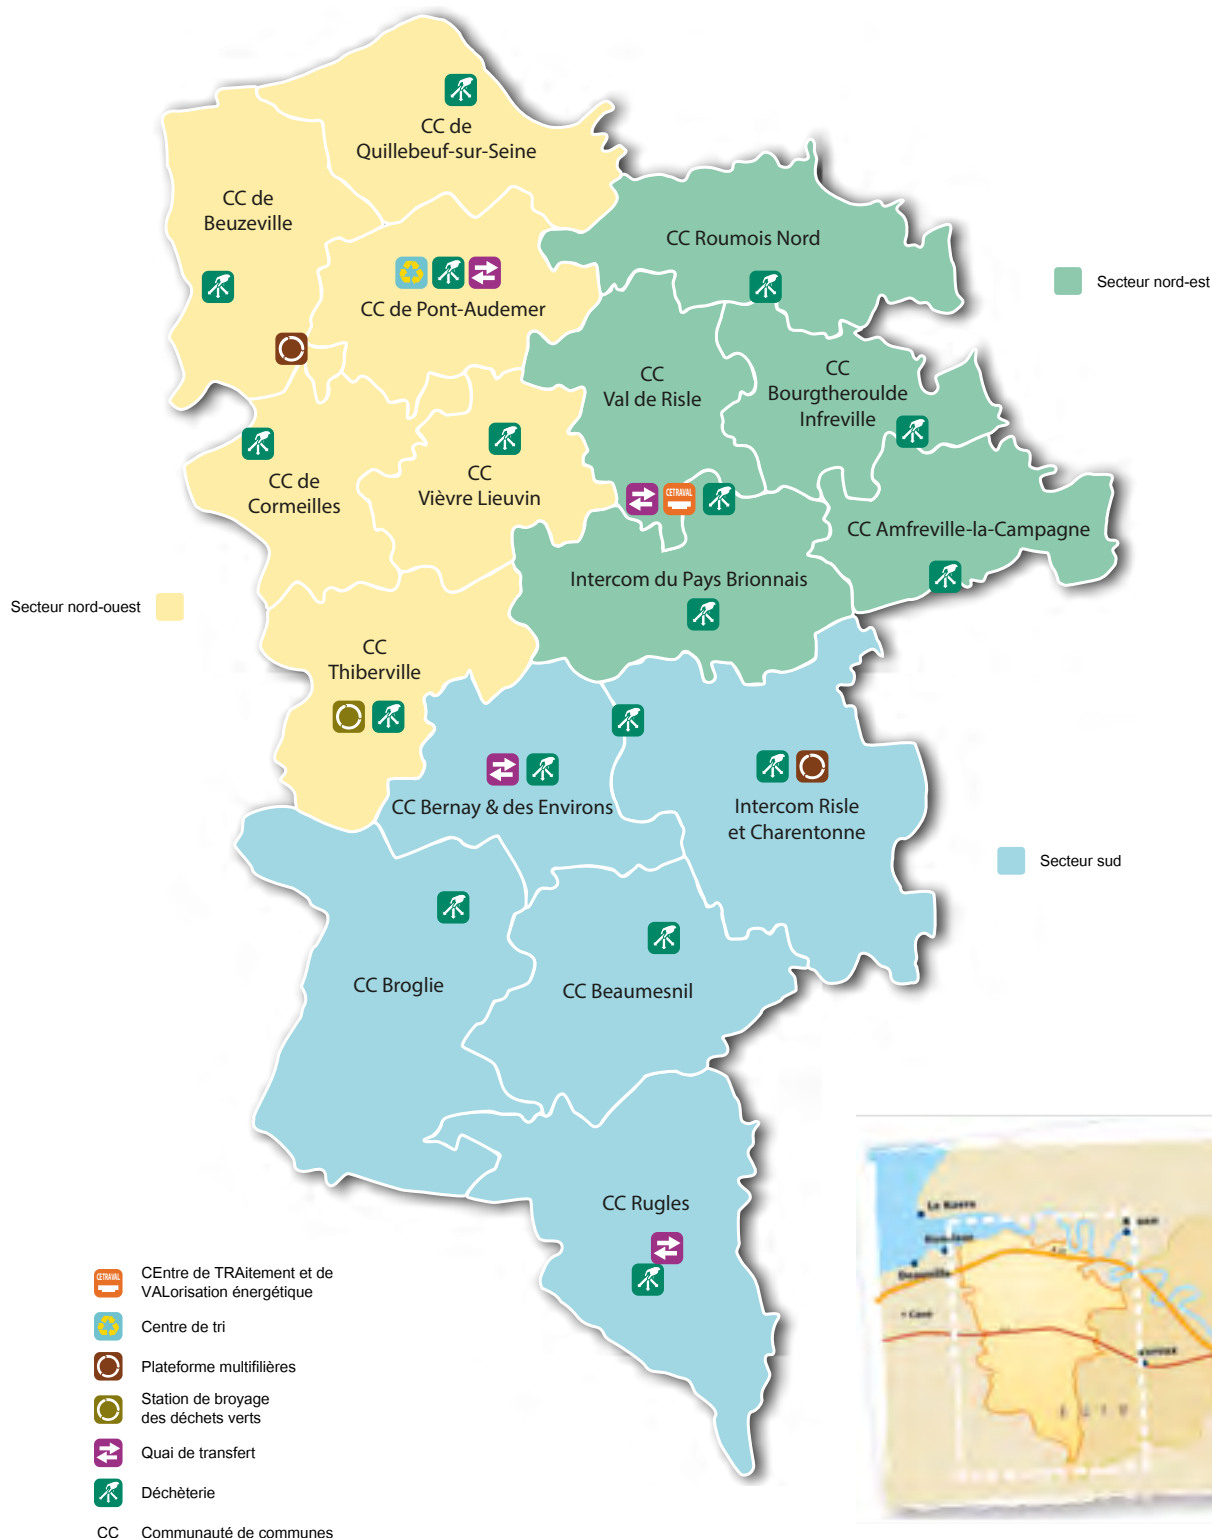 CC de
Quillebeuf-sur-Seine
CC de
Beuzeville
CC Roumois Nord
Secteur nord-est
CC de Pont-Audemer
CC
Val de Risle
CC
Bourgtheroulde
Infreville
CC de
Cormeilles
CC
Vièvre Lieuvin
CETRAVAL
CC Amfreville-la-Campagne
Intercom du Pays Brionnais
Secteur nord-ouest
CC
Thiberville
CC Bernay & des Environs
Intercom Risle
et Charentonne
Secteur sud
CC Broglie
CC Beaumesnil
CC Rugles
Le Havre
Deauville
EURE
CETRAVAL
CEntre de TRAitement et de
VALorisation énergétique
Centre de tri
Plateforme multifilières
Station de broyage
des déchets verts
Quai de transfert
Déchèterie
CC Communauté de communes